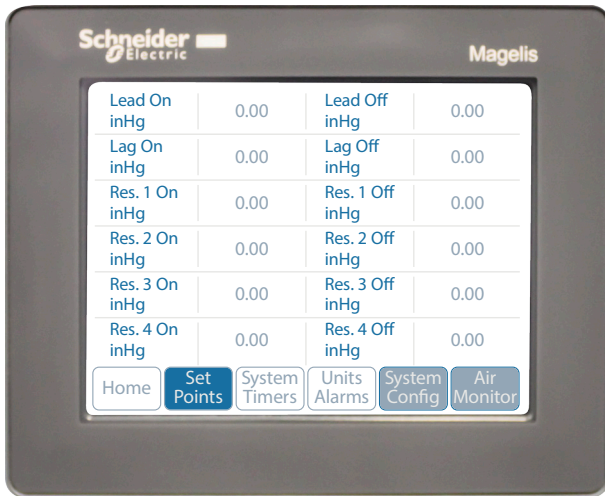 Schneider
Electric
Magelis
Lead On
inHg
0.00
Lead Off
inHg
0.00
Lag On
inHg
0.00
Lag Off
inHg
0.00
Res. 1 On
inHg
0.00
Res. 1 Off
inHg
0.00
Res. 2 On
inHg
0.00
Res. 2 Off
inHg
0.00
Res. 3 On
inHg
0.00
Res. 3 Off
inHg
0.00
Res. 4 On
inHg
0.00
Res. 4 Off
inHg
0.00
Home
Set
Points
System
Timers
Units
Alarms
System
Config
Air
Monitor